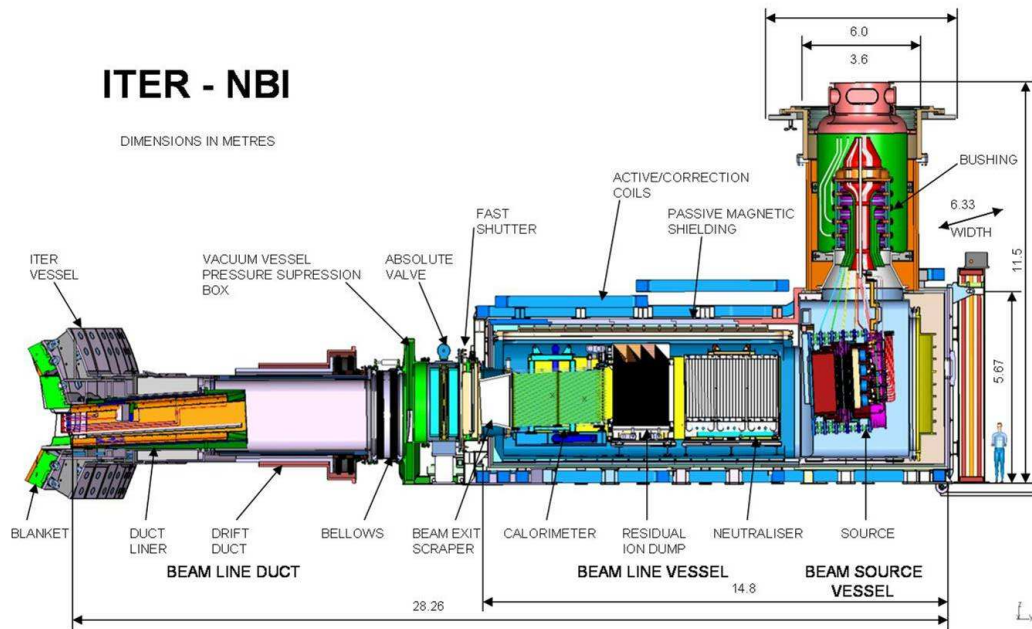 6.0
3.6
ITER - NBI
DIMENSIONS IN METRES
BUSHING
6.33
WIDTH
11.5
ACTIVE/CORRECTION
COILS
PASSIVE MAGNETIC
SHIELDING
FAST
SHUTTER
ABSOLUTE
VALVE
VACUUM VESSEL
PRESSURE SUPRESSION
BOX
ITER
VESSEL
5.67
BLANKET
DUCT
LINER
DRIFT
DUCT
BELLOWS
BEAM EXIT
SCRAPER
CALORIMETER
RESIDUAL
ION DUMP
NEUTRALISER
SOURCE
BEAM LINE DUCT
BEAM LINE VESSEL
BEAM SOURCE
VESSEL
14.8
28.26